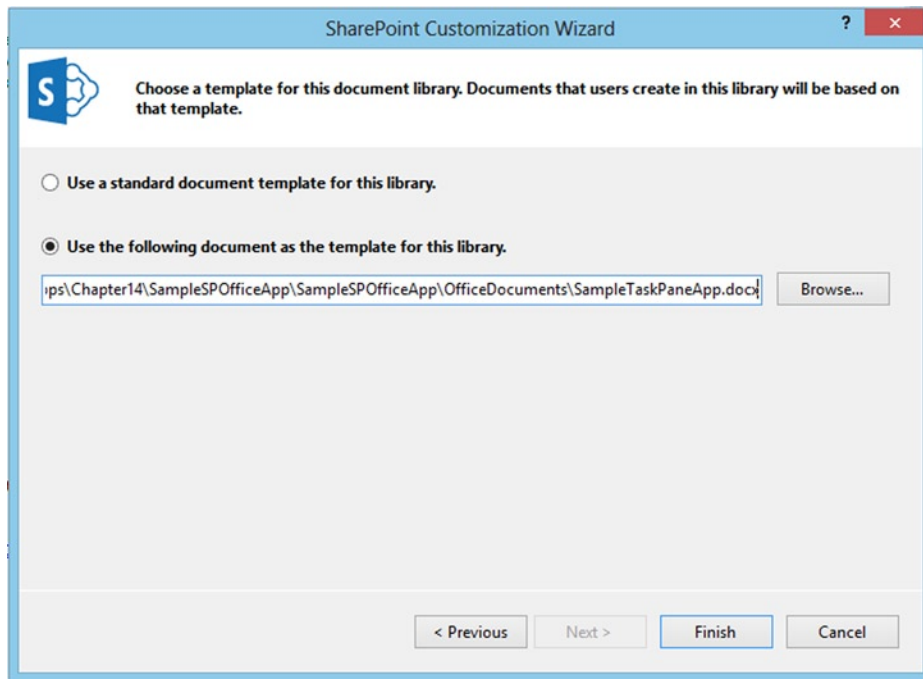 SharePoint Customization Wizard
?
Choose a template for this document library. Documents that users create in this library will be based on
that template.
Use a standard document template for this library.
Use the following document as the template for this library.
ps\Chapter14\SampleSPOfficeApp\SampleSPOfficeApp\OfficeDocuments\SampleTaskPaneApp.docx
Browse...
< Previous
Next >
Finish
Cancel